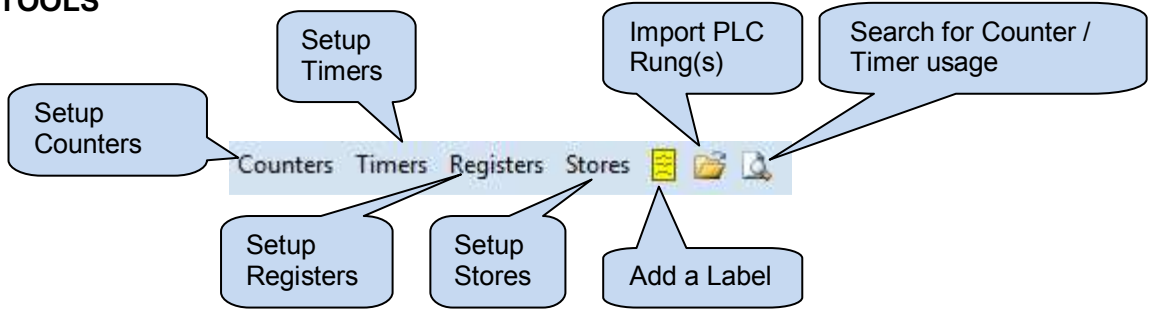 TOOLS
Setup
Timers
Import PLC
Rung(s)
Search for Counter /
Timer usage
Setup
Counters
Counters Timers Registers Stores
Setup
Registers
Setup
Stores
Add a Label